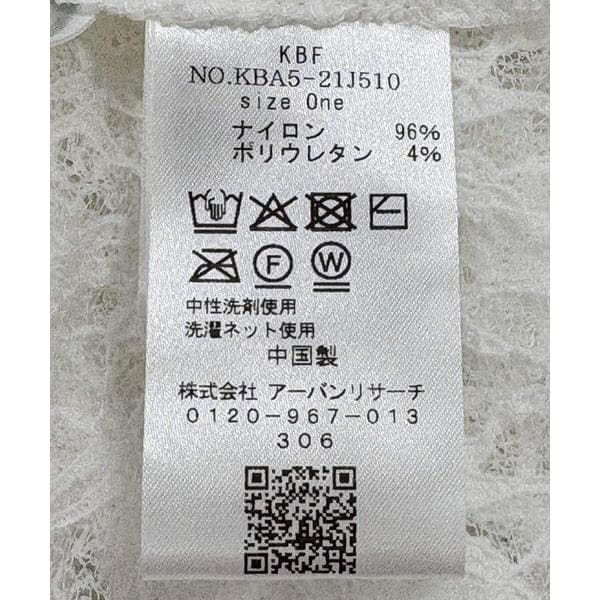 KBF
NO.KBA5-21J510
size One
ナイロン 96%
ポリウレタン 4%
F W
中性洗剤使用
洗濯ネット使用
中国製
株式会社 アーバンリサーチ
0120-967-013
306